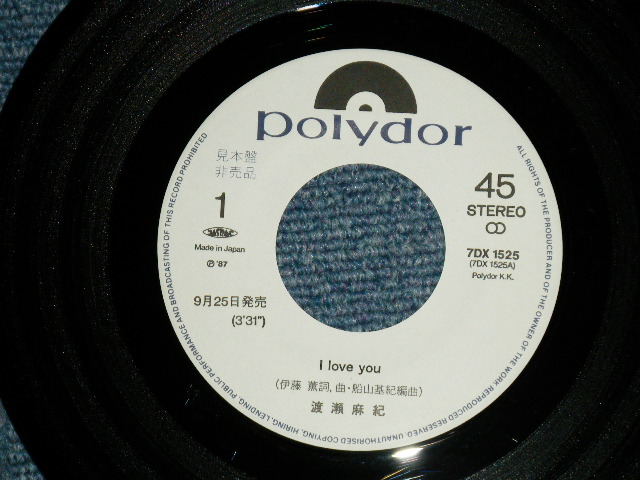 polydor
見本盤
非売品
1
45
STEREO
Made in Japan
7DX 1525
(7DX 1525A)
℗ '87
Polydor K.K.
9月25日発売
(3'31")
I love you
(伊藤 薫詞,曲・船山基紀編曲)
渡瀬麻紀
ALL RIGHTS OF THE PRODUCER AND OF THE OWNER OF THE WORK REPRODUCED RESERVED. UNAUTHORISED COPYING, HIRING, LENDING, PUBLIC PERFORMANCE AND BROADCASTING OF THIS RECORD PROHIBITED